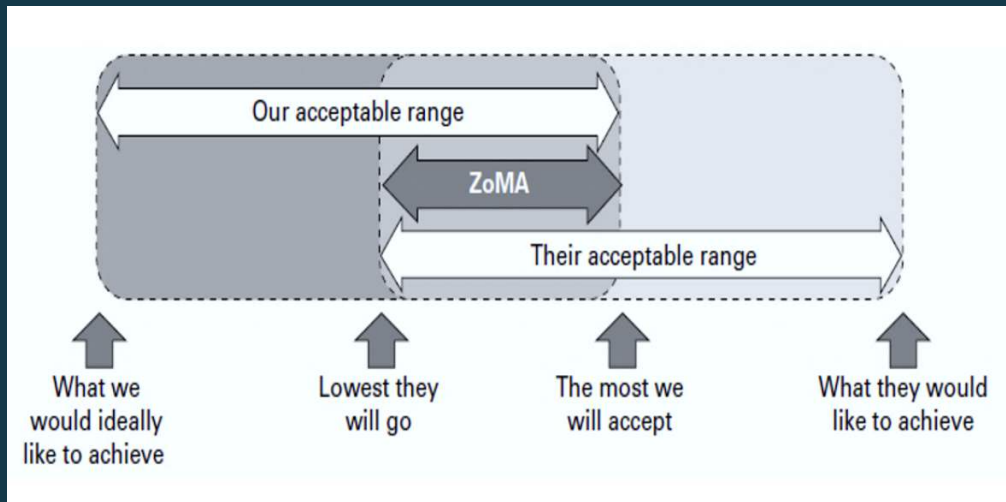 Our acceptable range
ZoMA
Their acceptable range
What we
would ideally
like to achieve
Lowest they
will go
The most we
will accept
What they would
like to achieve